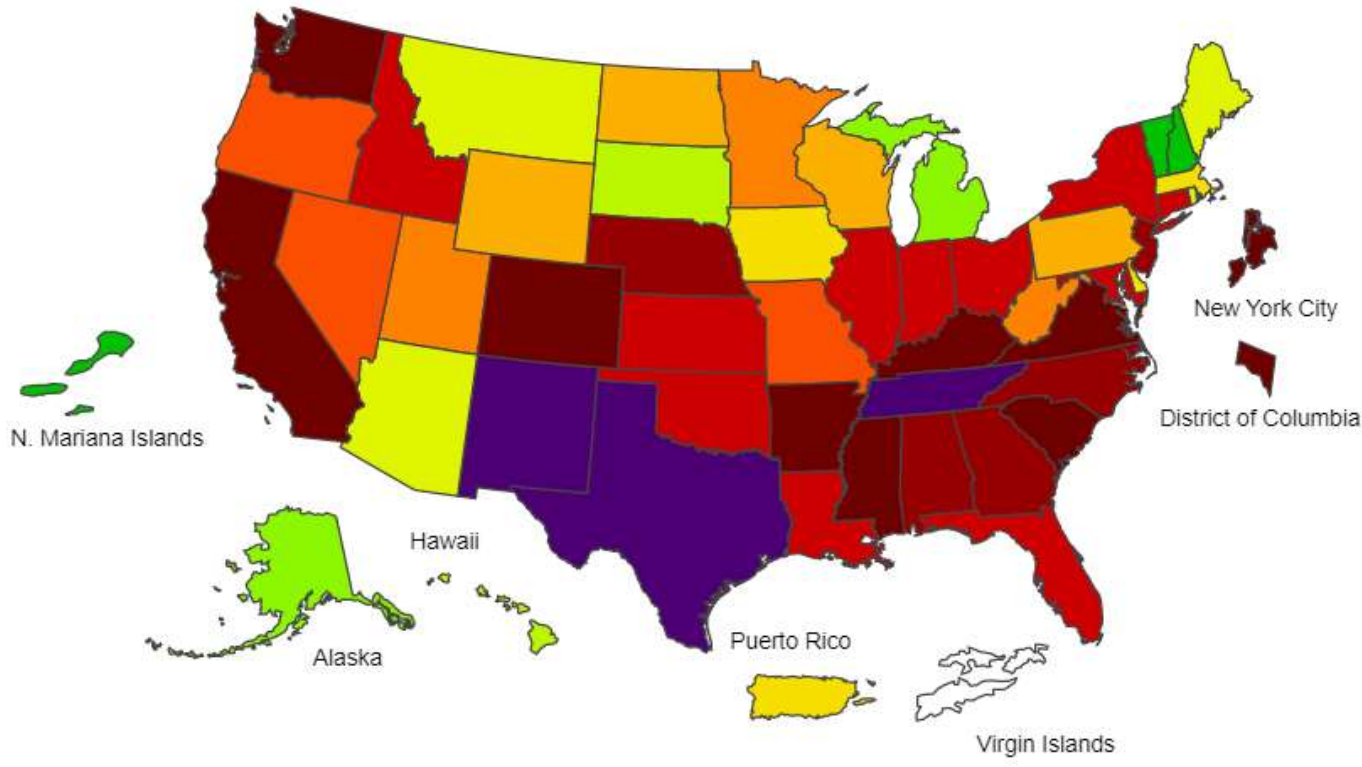 New York City
District of Columbia
N. Mariana Islands
Hawaii
Alaska
Puerto Rico
Virgin Islands